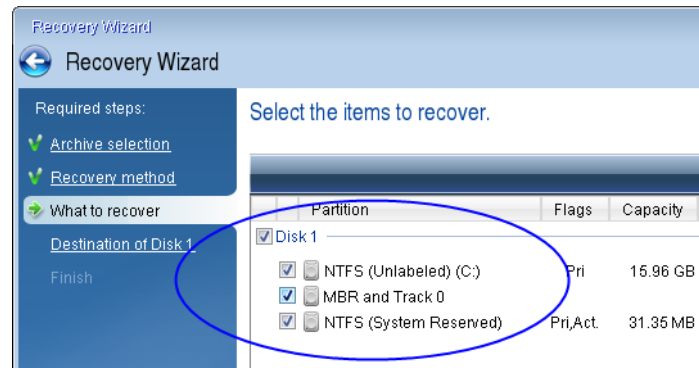 Recovery Wizard
Recovery Wizard
Required steps:
Select the items to recover.
Archive selection
Recovery method
What to recover
Partition Flags Capacity
Destination of Disk 1
Disk 1
Finish
NTFS (Unlabeled) (C:) Pri 15.96 GB
MBR and Track 0
NTFS (System Reserved) Pri,Act. 31.35 MB